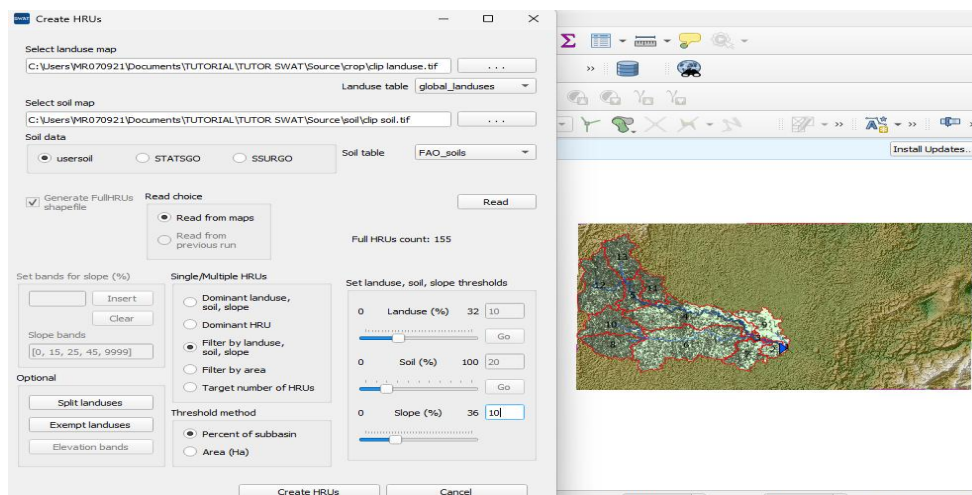 SWAT Create HRUs
Select landuse map
C:\Users\MR070921\Documents\TUTORIAL\TUTOR SWAT\Source\crop\clip landuse.tif
. . .
Landuse table global_landuses
Select soil map
C:\Users\MR070921\Documents\TUTORIAL\TUTOR SWAT\Source\soil\clip soil.tif
. . .
Soil data
usersoil STATSGO SSURGO
Soil table FAO_soils
Generate FullHRUs
shapefile
Read choice
Read from maps
Read from
previous run
Read
Full HRUs count: 155
Set bands for slope (%)
Insert
Clear
Slope bands
[0, 15, 25, 45, 9999]
Optional
Split landuses
Exempt landuses
Elevation bands
Single/Multiple HRUs
Dominant landuse,
soil, slope
Dominant HRU
Filter by landuse,
soil, slope
Filter by area
Target number of HRUs
Threshold method
Percent of subbasin
Area (Ha)
Set landuse, soil, slope thresholds
0 Landuse (%) 32 10
Go
0 Soil (%) 100 20
Go
0 Slope (%) 36 10
Create HRUs
Cancel
Install Updates..
13
12
11
10
8